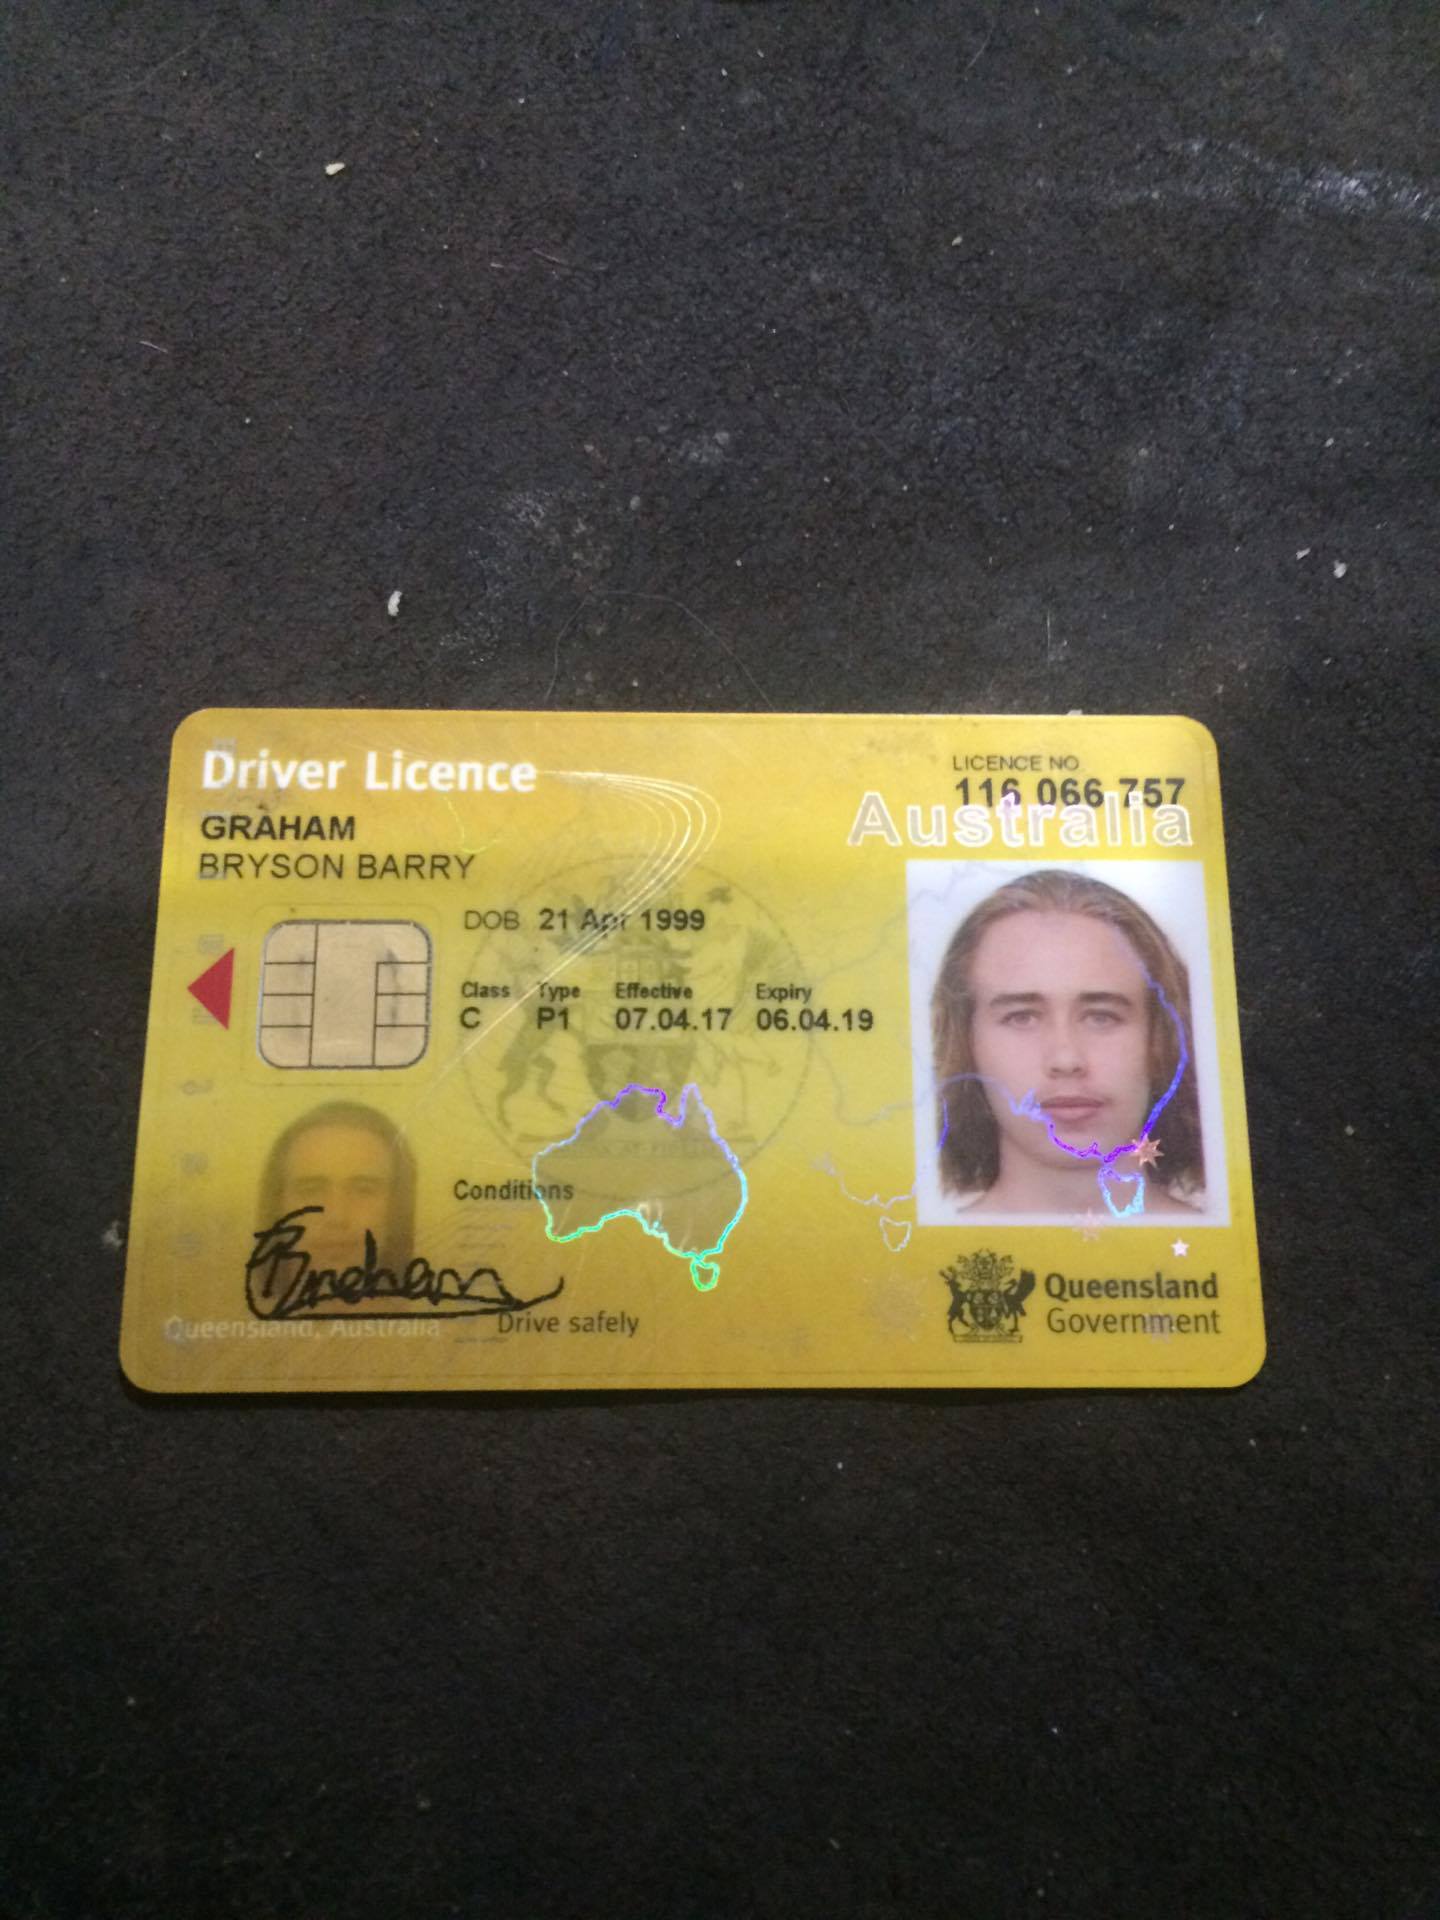 Driver Licence
LICENCE NO.
116 066 757
Australia
GRAHAM
BRYSON BARRY
DOB 21 Apr 1999
Class Type Effective Expiry
C P1 07.04.17 06.04.19
Conditions
Queensland, Australia
Drive safely
Queensland
Government